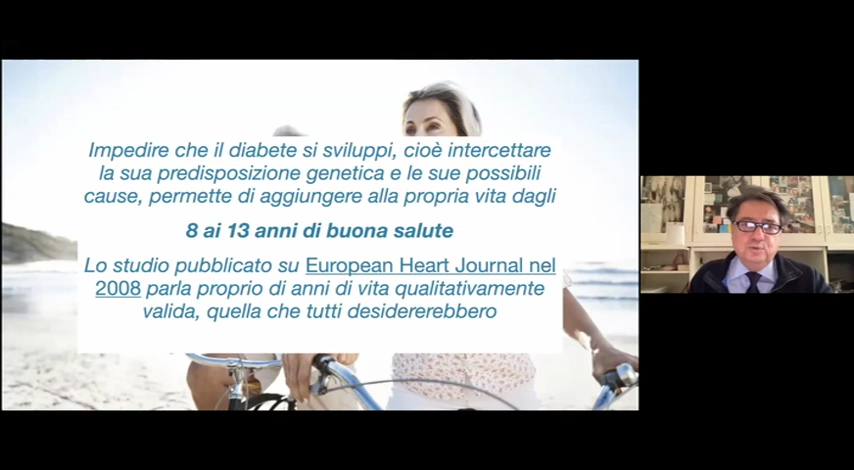 Impedire che il diabete si sviluppi, cioè intercettare
la sua predisposizione genetica e le sue possibili
cause, permette di aggiungere alla propria vita dagli
8 ai 13 anni di buona salute
Lo studio pubblicato su European Heart Journal nel
2008 parla proprio di anni di vita qualitativamente
valida, quella che tutti desidererebbero